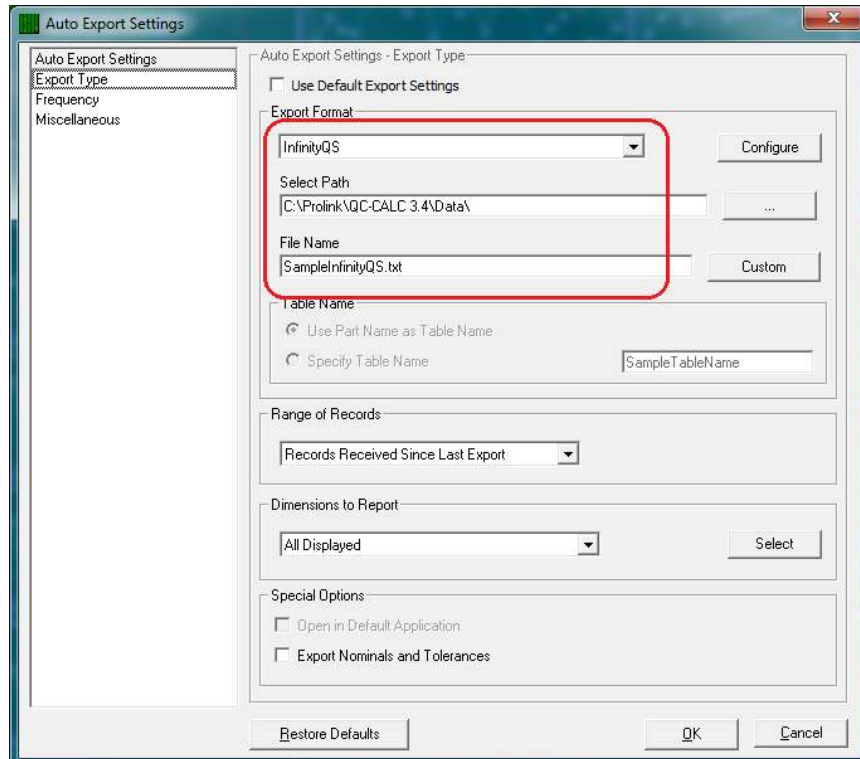 Auto Export Settings
Auto Export Settings
Export Type
Frequency
Miscellaneous
Auto Export Settings - Export Type
Use Default Export Settings
Export Format
InfinityQS
Configure
Select Path
C:\Prolink\QC-CALC 3.4\Data\
...
File Name
SampleInfinityQS.txt
Custom
Table Name
Use Part Name as Table Name
Specify Table Name
SampleTableName
Range of Records
Records Received Since Last Export
Dimensions to Report
All Displayed
Select
Special Options
Open in Default Application
Export Nominals and Tolerances
Restore Defaults
OK
Cancel